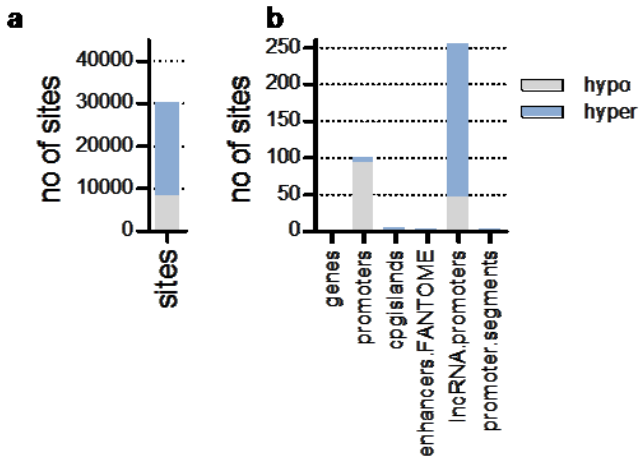 a
no of sites
40000
30000
20000
10000
0
sites
b
no of sites
250
200
150
100
50
0
genes
promoters
cpgislands
enhancers.FANTOME
lncRNA.promoters
promoter.segments
hypo
hyper